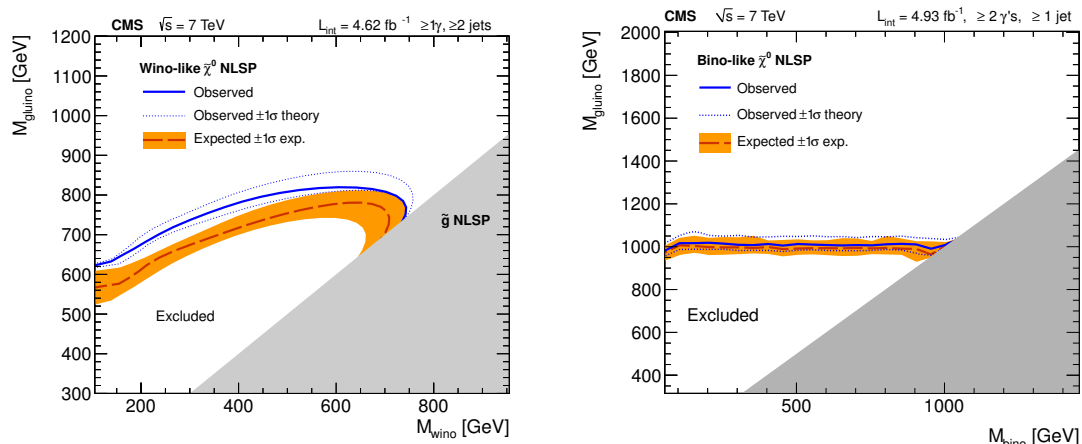 CMS √s = 7 TeV L_int = 4.62 fb⁻¹ ≥1γ, ≥2 jets
M_gluino [GeV]
1200
1100
1000
900
800
700
600
500
400
300
Wino-like χ̃⁰ NLSP
Observed
Observed ±1σ theory
Expected ±1σ exp.
g̃ NLSP
Excluded
200 400 600 800
M_wino [GeV]
CMS √s = 7 TeV L_int = 4.93 fb⁻¹, ≥ 2 γ's, ≥ 1 jet
M_gluino [GeV]
2000
1800
1600
1400
1200
1000
800
600
400
Bino-like χ̃⁰ NLSP
Observed
Observed ±1σ theory
Expected ±1σ exp.
Excluded
500 1000
M_bino [GeV]